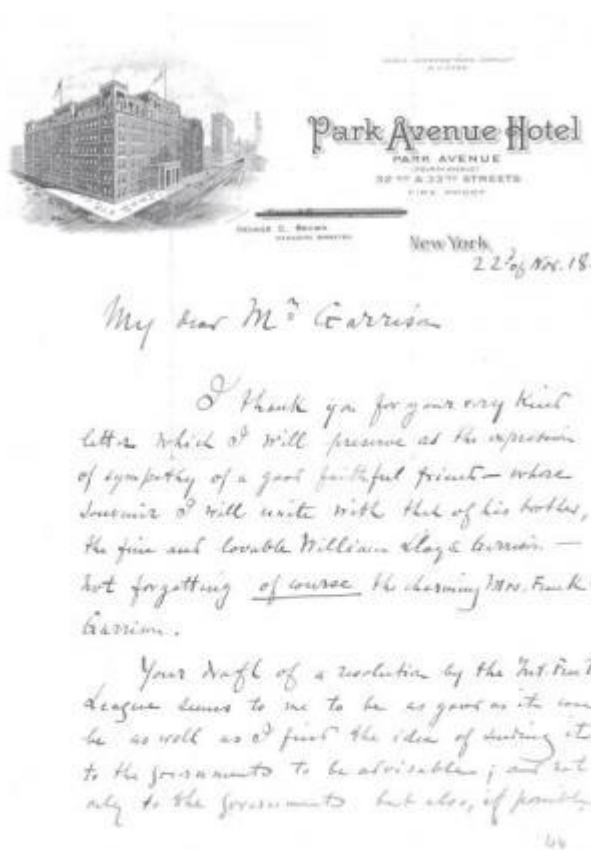 Park Avenue Hotel
PARK AVENUE
(FOURTH AVENUE)
32ND & 33RD STREETS
FIRE PROOF
GEORGE C. BROWN
New York,
22d of Nov. 18
My dear Mr Garrison
I thank you for your very kind
letter which I will preserve as the expression
of sympathy of a good faithful friend — whose
souvenir I will unite with that of his brother,
the fine and lovable William Lloyd Garrison —
not forgetting of course the charming Mrs. Frank
Garrison.
Your draft of a resolution by the Int.
League seems to me to be as good as it can
be as well as I find the idea of sending it
to the governments to be advisable; and not
only to the governments but also, if possible